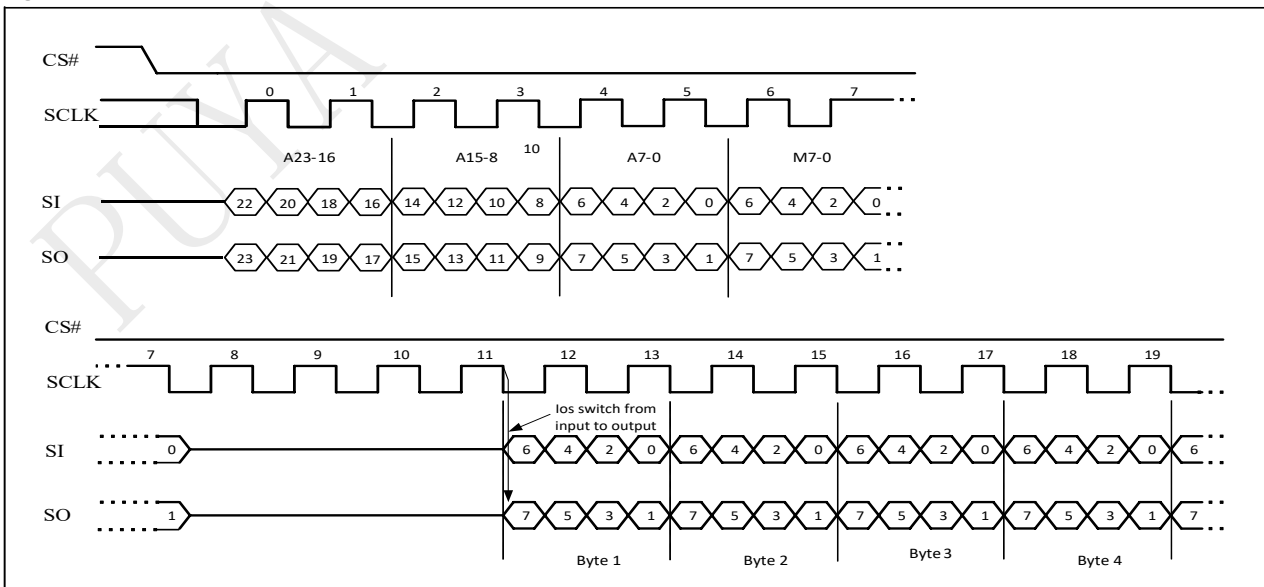 PUYA
CS#
0 1 2 3 4 5 6 7
SCLK
A23-16 A15-8 10 A7-0 M7-0
SI 22 20 18 16 14 12 10 8 6 4 2 0 6 4 2 0
SO 23 21 19 17 15 13 11 9 7 5 3 1 7 5 3 1
CS#
7 8 9 10 11 12 13 14 15 16 17 18 19
SCLK
Ios switch from
input to output
SI 0 6 4 2 0 6 4 2 0 6 4 2 0 6 4 2 0 6
SO 1 7 5 3 1 7 5 3 1 7 5 3 1 7 5 3 1 7
Byte 1 Byte 2 Byte 3 Byte 4